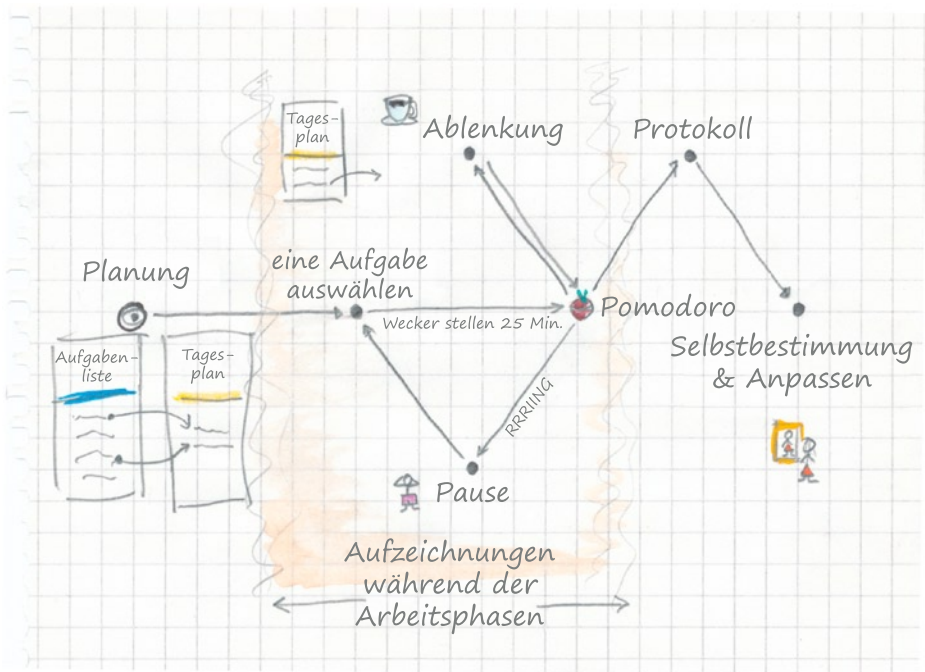 Tages-
plan
Ablenkung
Protokoll
Planung
eine Aufgabe
auswählen
Wecker stellen 25 Min.
Pomodoro
Aufgaben-
liste
Tages-
plan
Selbstbestimmung
& Anpassen
RRRIING
Pause
Aufzeichnungen
während der
Arbeitsphasen